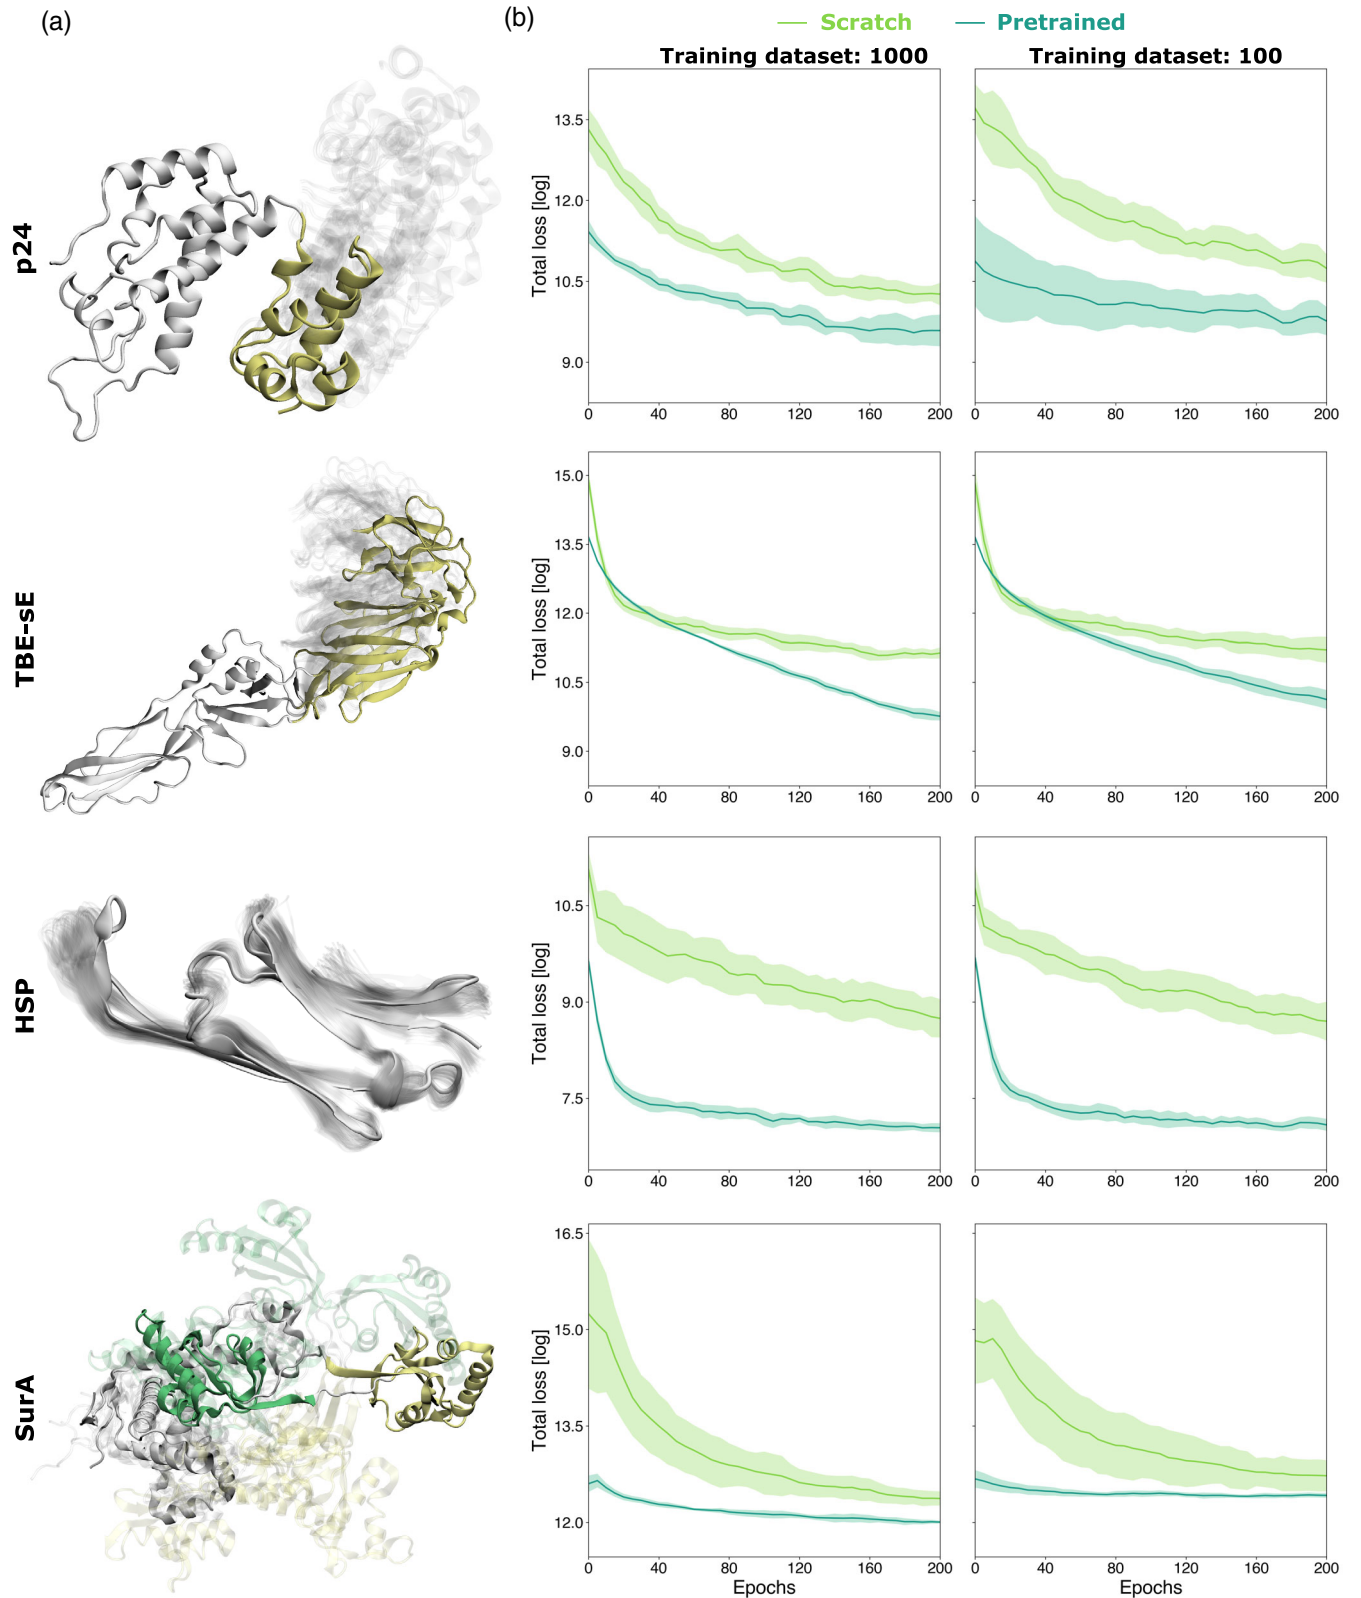 (a)
(b)
Scratch
Pretrained
Training dataset: 1000
Training dataset: 100
p24
Total loss [log]
13.5
12.0
10.5
9.0
0 40 80 120 160 200
0 40 80 120 160 200
TBE-sE
Total loss [log]
15.0
13.5
12.0
10.5
9.0
0 40 80 120 160 200
0 40 80 120 160 200
HSP
Total loss [log]
10.5
9.0
7.5
0 40 80 120 160 200
0 40 80 120 160 200
SurA
Total loss [log]
16.5
15.0
13.5
12.0
0 40 80 120 160 200
0 40 80 120 160 200
Epochs
Epochs